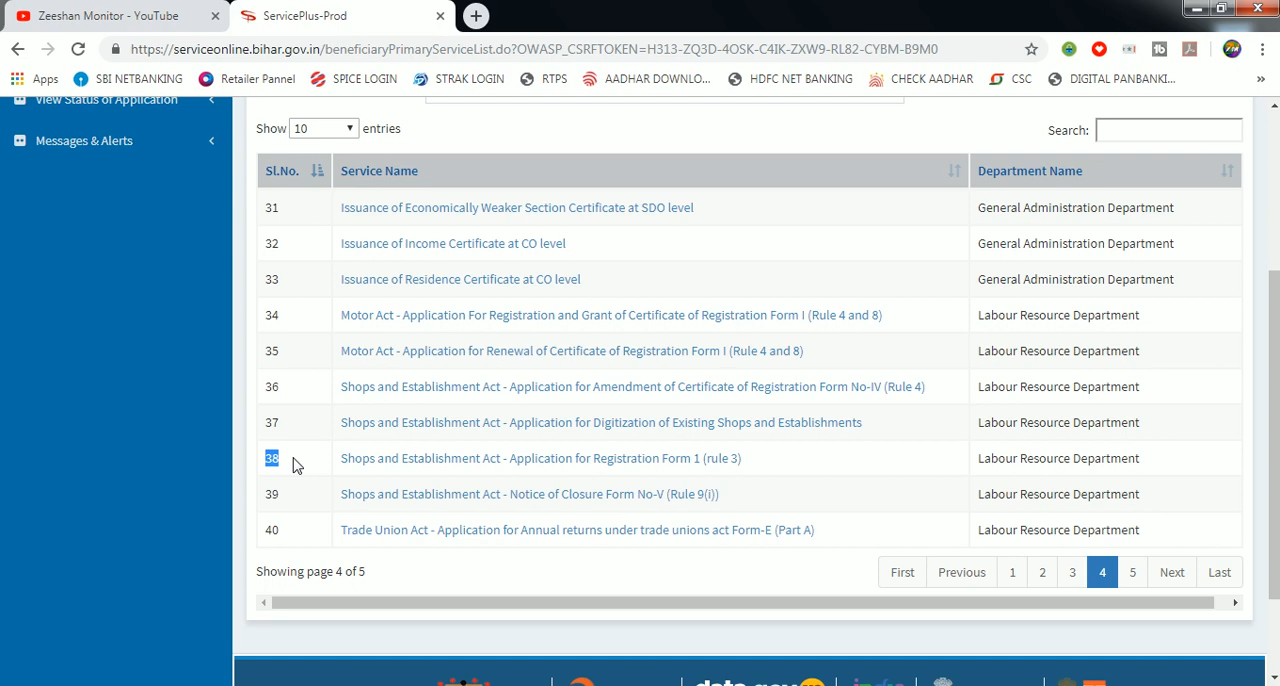 Zeeshan Monitor - YouTube
ServicePlus-Prod
https://serviceonline.bihar.gov.in/beneficiaryPrimaryServiceList.do?OWASP_CSRFTOKEN=H313-ZQ3D-4OSK-C4IK-ZXW9-RL82-CYBM-B9M0
Apps SBI NETBANKING Retailer Pannel SPICE LOGIN STRAK LOGIN RTPS AADHAR DOWNLO... HDFC NET BANKING CHECK AADHAR CSC DIGITAL PANBANKI... »
View Status of Application
Messages & Alerts
Show 10 entries Search:
Sl.No. Service Name Department Name
31 Issuance of Economically Weaker Section Certificate at SDO level General Administration Department
32 Issuance of Income Certificate at CO level General Administration Department
33 Issuance of Residence Certificate at CO level General Administration Department
34 Motor Act - Application For Registration and Grant of Certificate of Registration Form I (Rule 4 and 8) Labour Resource Department
35 Motor Act - Application for Renewal of Certificate of Registration Form I (Rule 4 and 8) Labour Resource Department
36 Shops and Establishment Act - Application for Amendment of Certificate of Registration Form No-IV (Rule 4) Labour Resource Department
37 Shops and Establishment Act - Application for Digitization of Existing Shops and Establishments Labour Resource Department
38 Shops and Establishment Act - Application for Registration Form 1 (rule 3) Labour Resource Department
39 Shops and Establishment Act - Notice of Closure Form No-V (Rule 9(i)) Labour Resource Department
40 Trade Union Act - Application for Annual returns under trade unions act Form-E (Part A) Labour Resource Department
Showing page 4 of 5 First Previous 1 2 3 4 5 Next Last